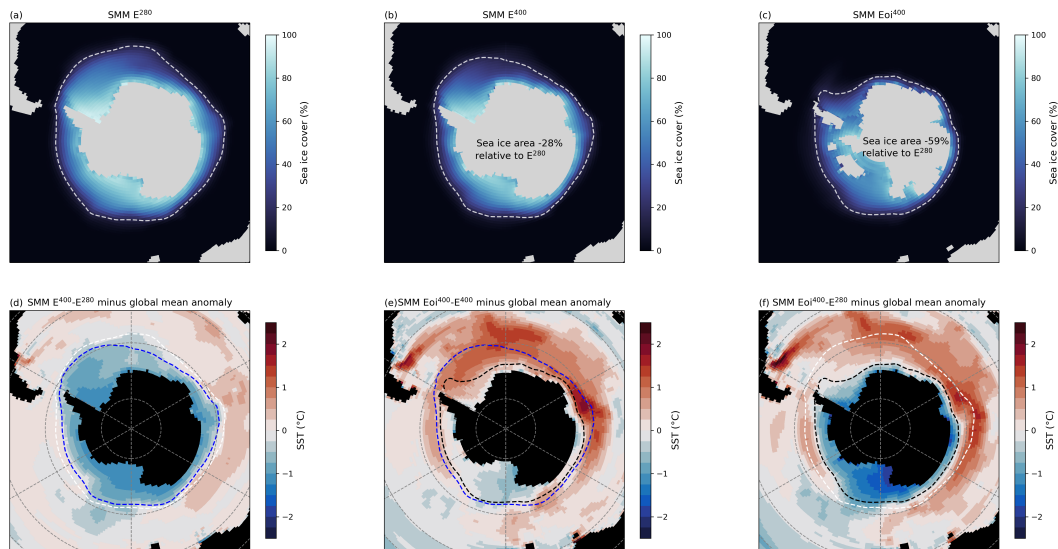 (a) SMM E²⁸⁰
(b) SMM E⁴⁰⁰
(c) SMM Eoi⁴⁰⁰
100
80
60
40
20
0
Sea ice cover (%)
Sea ice area -28%
relative to E²⁸⁰
100
80
60
40
20
0
Sea ice cover (%)
Sea ice area -59%
relative to E²⁸⁰
100
80
60
40
20
0
Sea ice cover (%)
(d) SMM E⁴⁰⁰-E²⁸⁰ minus global mean anomaly
(e)SMM Eoi⁴⁰⁰-E⁴⁰⁰ minus global mean anomaly
(f) SMM Eoi⁴⁰⁰-E²⁸⁰ minus global mean anomaly
2
1
0
−1
−2
SST (°C)
2
1
0
−1
−2
SST (°C)
2
1
0
−1
−2
SST (°C)